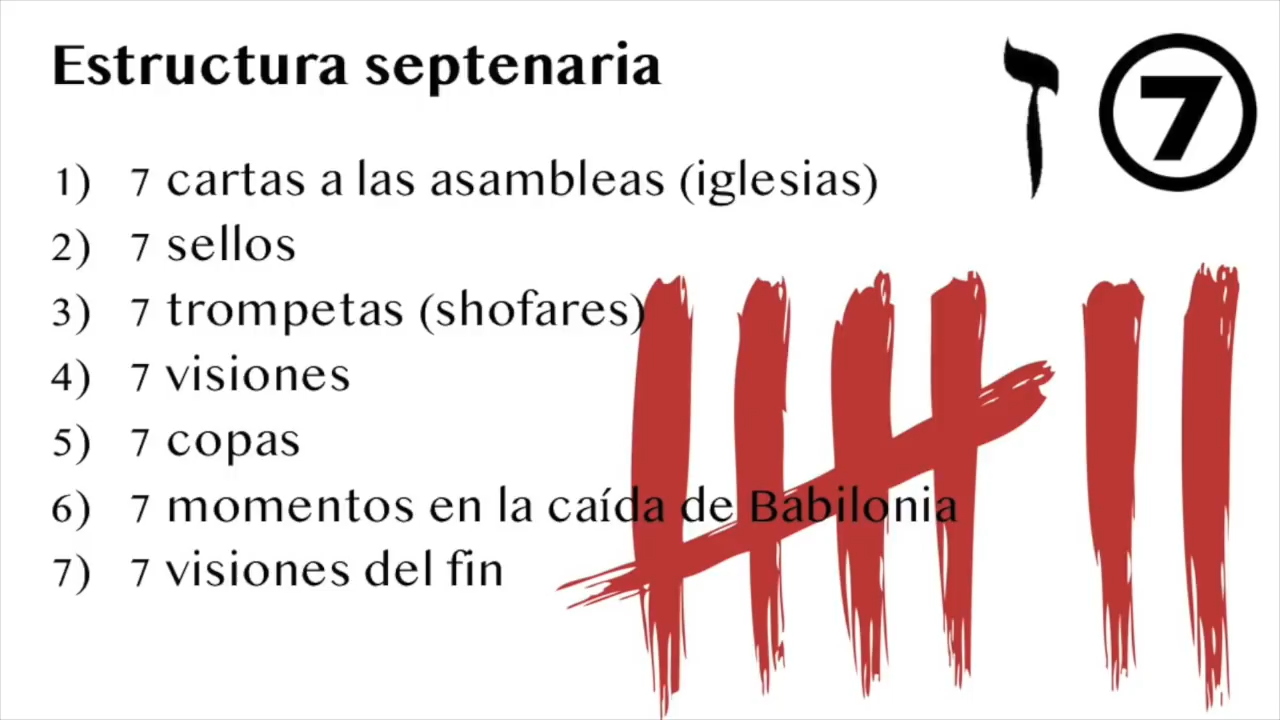 Estructura septenaria
ז 7
1) 7 cartas a las asambleas (iglesias)
2) 7 sellos
3) 7 trompetas (shofares)
4) 7 visiones
5) 7 copas
6) 7 momentos en la caída de Babilonia
7) 7 visiones del fin